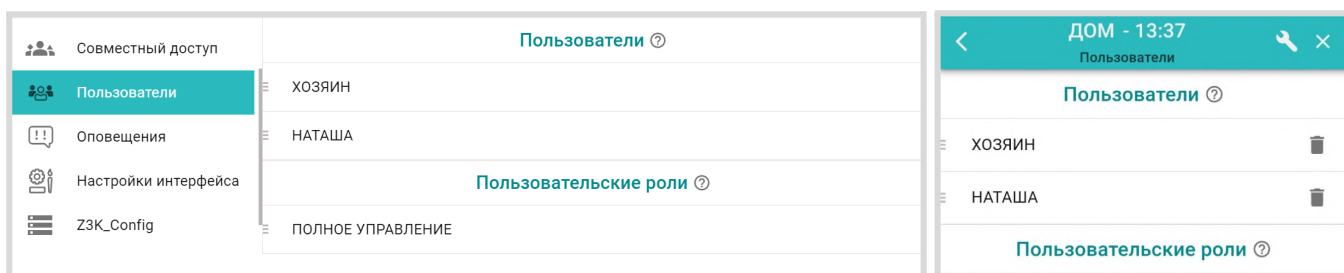 Совместный доступ
Пользователи
Оповещения
Настройки интерфейса
Z3K_Config
Пользователи
ХОЗЯИН
НАТАША
Пользовательские роли
ПОЛНОЕ УПРАВЛЕНИЕ
ДОМ - 13:37
Пользователи
Пользователи
ХОЗЯИН
НАТАША
Пользовательские роли